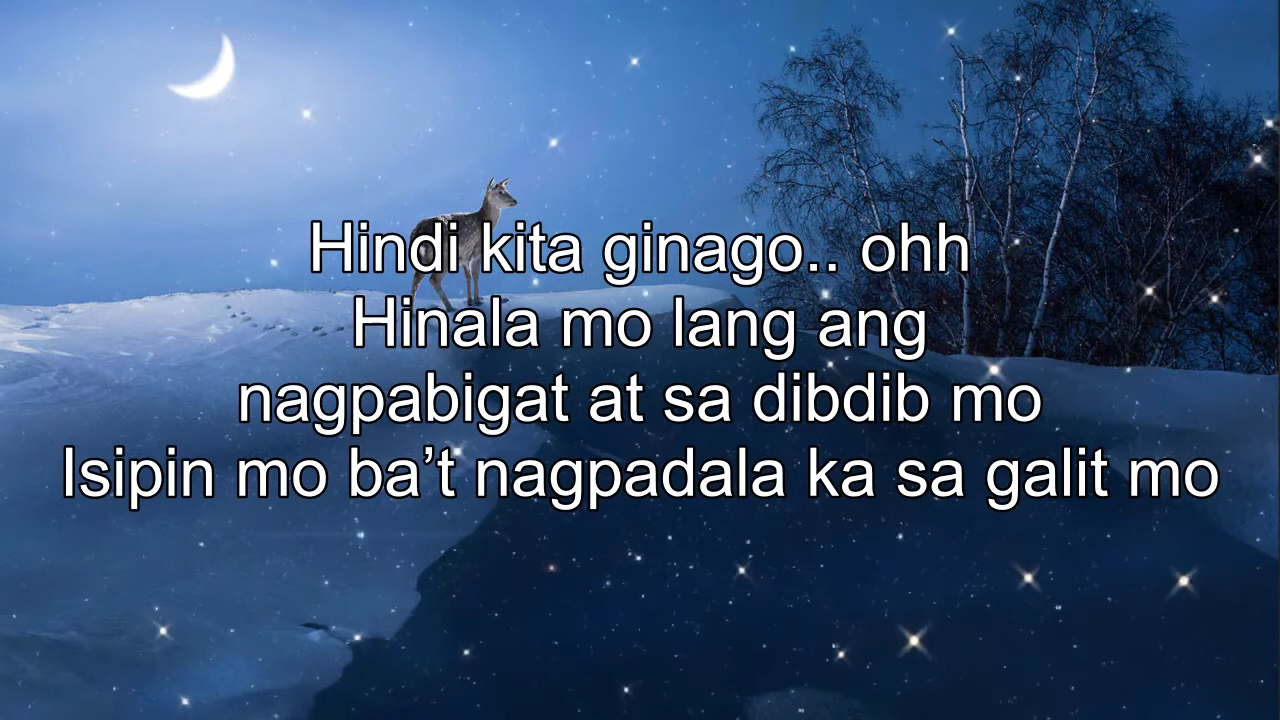 Hindi kita ginago.. ohh
Hinala mo lang ang
nagpabigat at sa dibdib mo
Isipin mo ba’t nagpadala ka sa galit mo